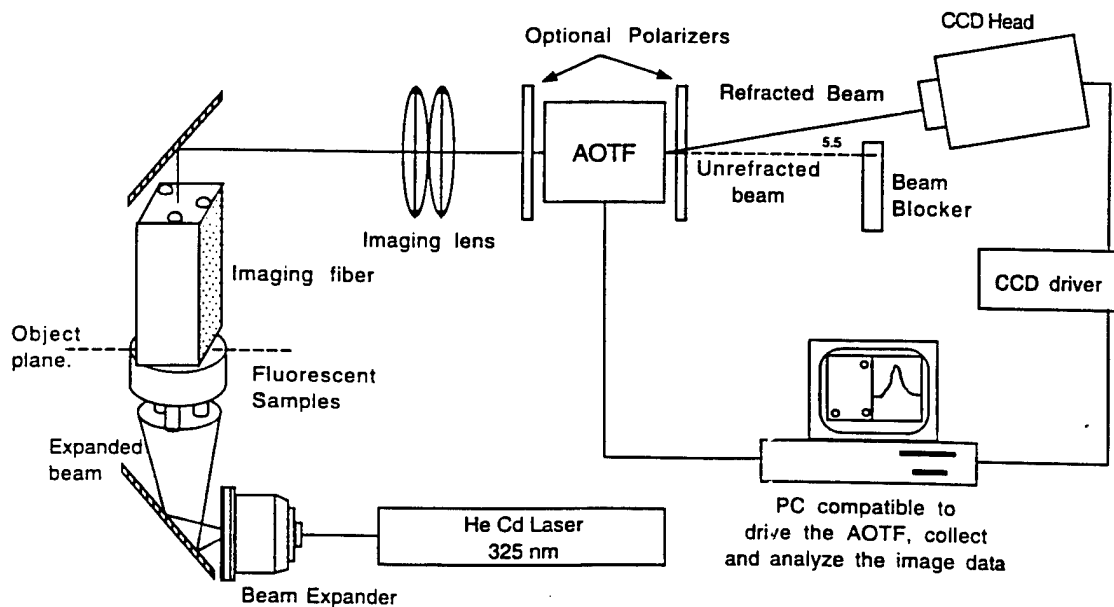 CCD Head
Optional Polarizers
Refracted Beam
AOTF
5.5
Unrefracted
beam
Beam
Blocker
Imaging lens
Imaging fiber
CCD driver
Object
plane.
Fluorescent
Samples
Expanded
beam
He Cd Laser
325 nm
Beam Expander
PC compatible to
drive the AOTF, collect
and analyze the image data